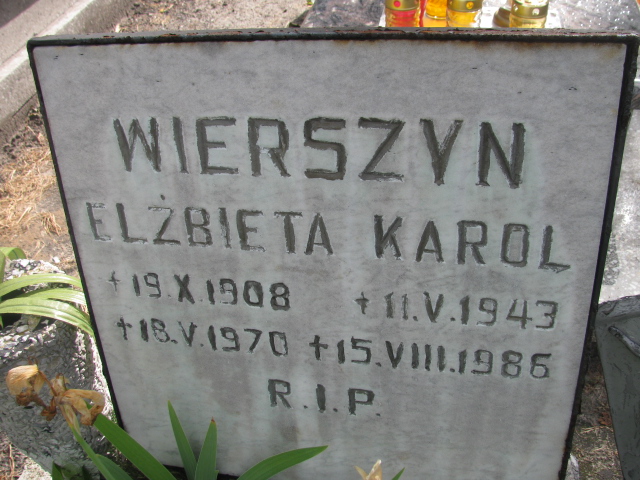 WIERSZYN
ELŻBIETA KAROL
+ 19.X.1908 + 11.V.1943
+ 18.V.1970 + 15.VIII.1986
R.I.P.